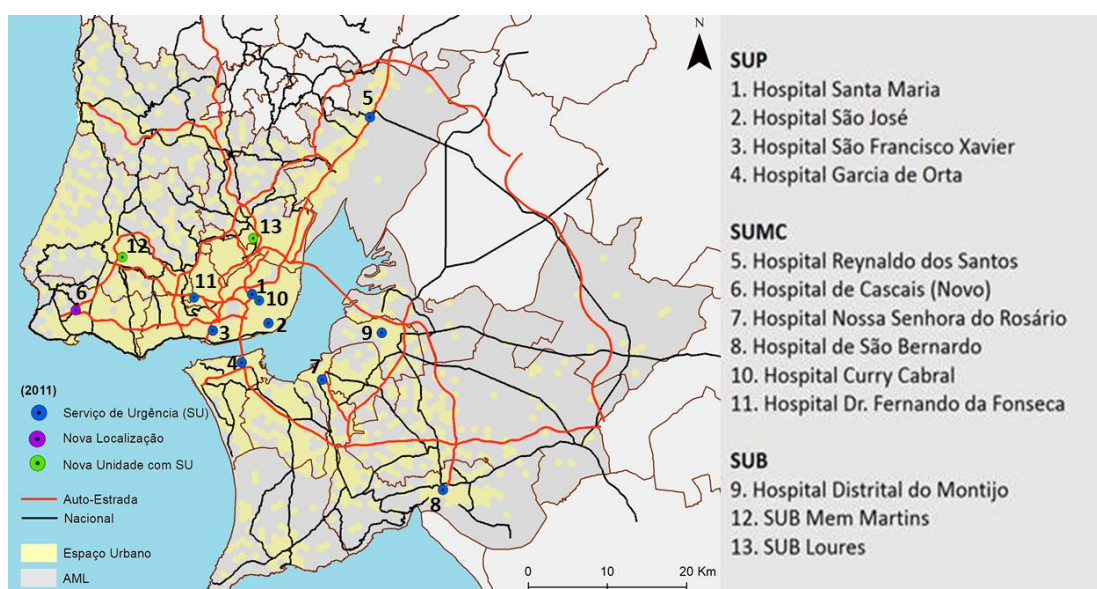 N
5
13
12
11
1
10
6
3
2
9
4
7
8
(2011)
Serviço de Urgência (SU)
Nova Localização
Nova Unidade com SU
Auto-Estrada
Nacional
Espaço Urbano
AML
0 10 20 Km
SUP
1. Hospital Santa Maria
2. Hospital São José
3. Hospital São Francisco Xavier
4. Hospital Garcia de Orta
SUMC
5. Hospital Reynaldo dos Santos
6. Hospital de Cascais (Novo)
7. Hospital Nossa Senhora do Rosário
8. Hospital de São Bernardo
10. Hospital Curry Cabral
11. Hospital Dr. Fernando da Fonseca
SUB
9. Hospital Distrital do Montijo
12. SUB Mem Martins
13. SUB Loures